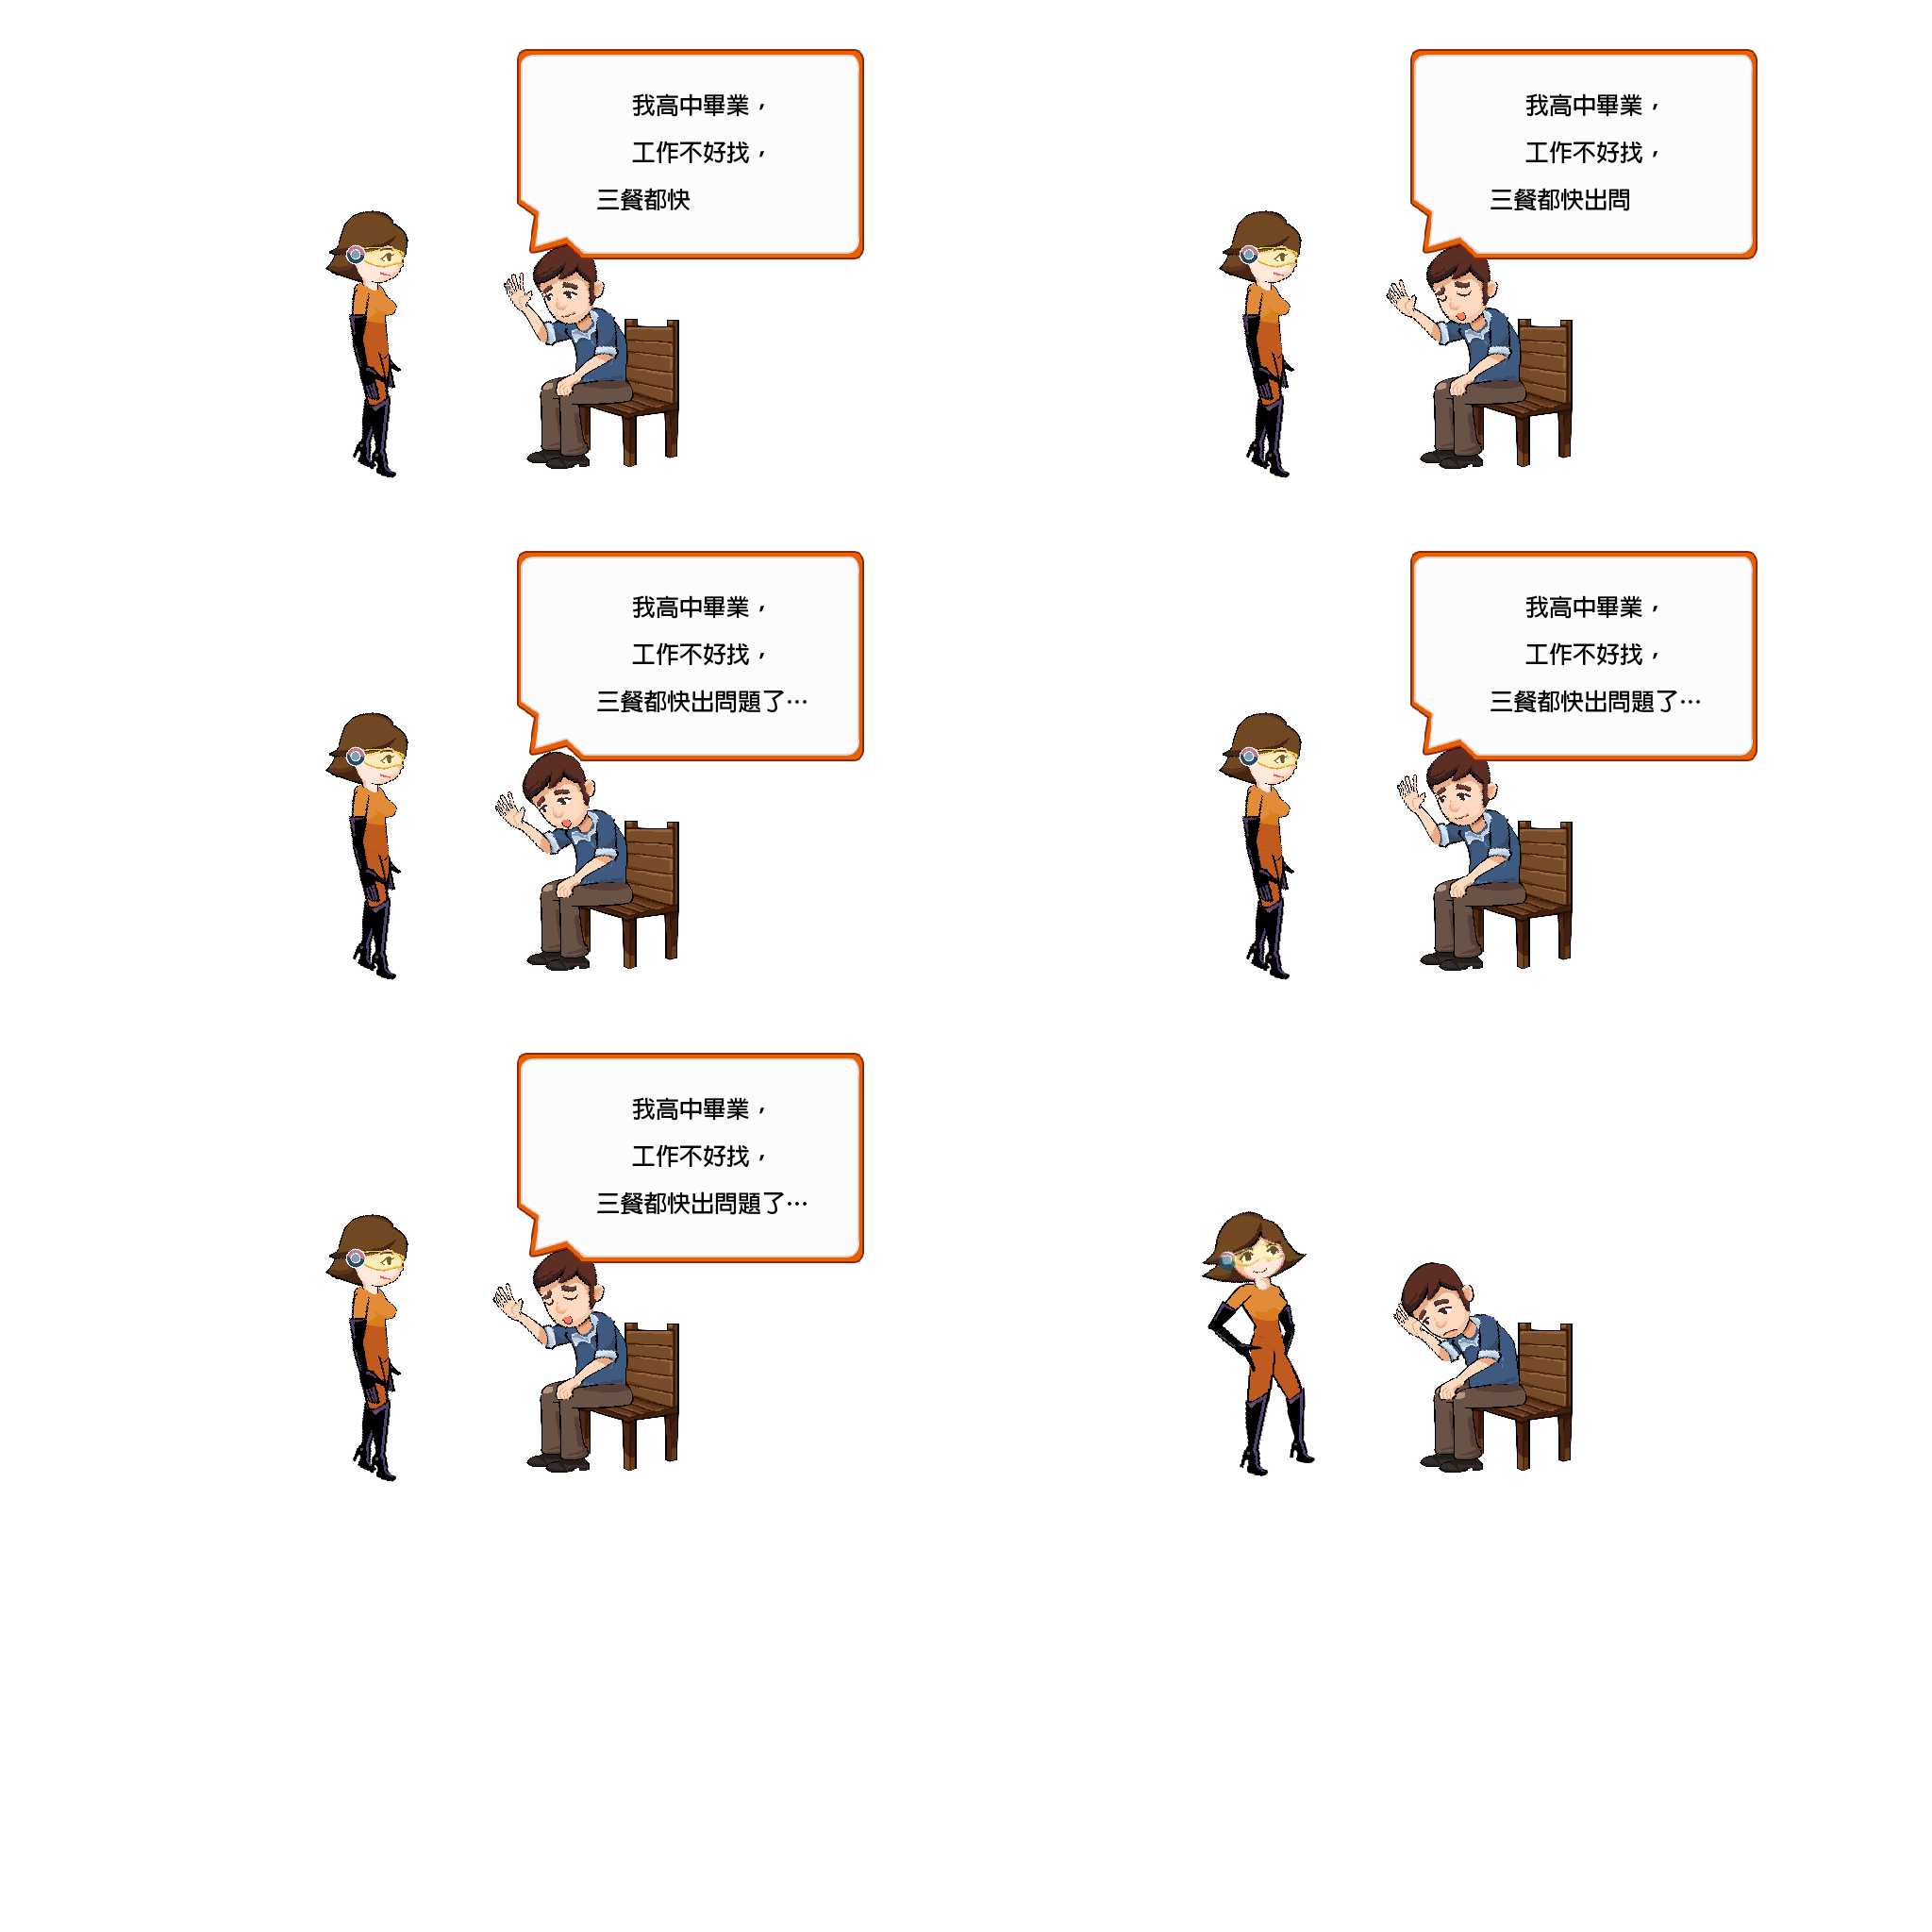 我高中畢業，
工作不好找，
三餐都快
我高中畢業，
工作不好找，
三餐都快出問
我高中畢業，
工作不好找，
三餐都快出問題了…
我高中畢業，
工作不好找，
三餐都快出問題了…
我高中畢業，
工作不好找，
三餐都快出問題了…